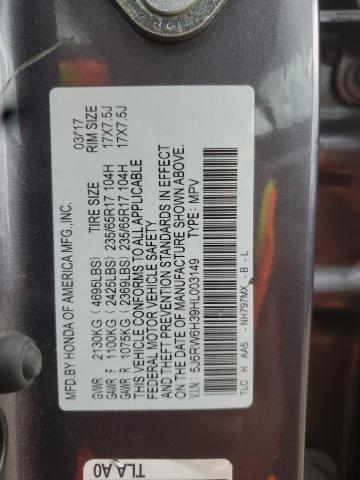 MFD.BY HONDA OF AMERICA MFG.,INC. 03/17
TIRE SIZE RIM SIZE
GVWR 2130KG (4695LBS)
GAWR F 1100KG (2425LBS) 235/65R17 104H 17X7.5J
GAWR R 1075KG (2369LBS) 235/65R17 104H 17X7.5J
THIS VEHICLE CONFORMS TO ALL APPLICABLE
FEDERAL MOTOR VEHICLE SAFETY
AND THEFT PREVENTION STANDARDS IN EFFECT
ON THE DATE OF MANUFACTURE SHOWN ABOVE.
V.I.N.: 5J6RW6H39HL003149 TYPE: MPV
TLC H AA5 - NH797MX - B - L
TLA A0